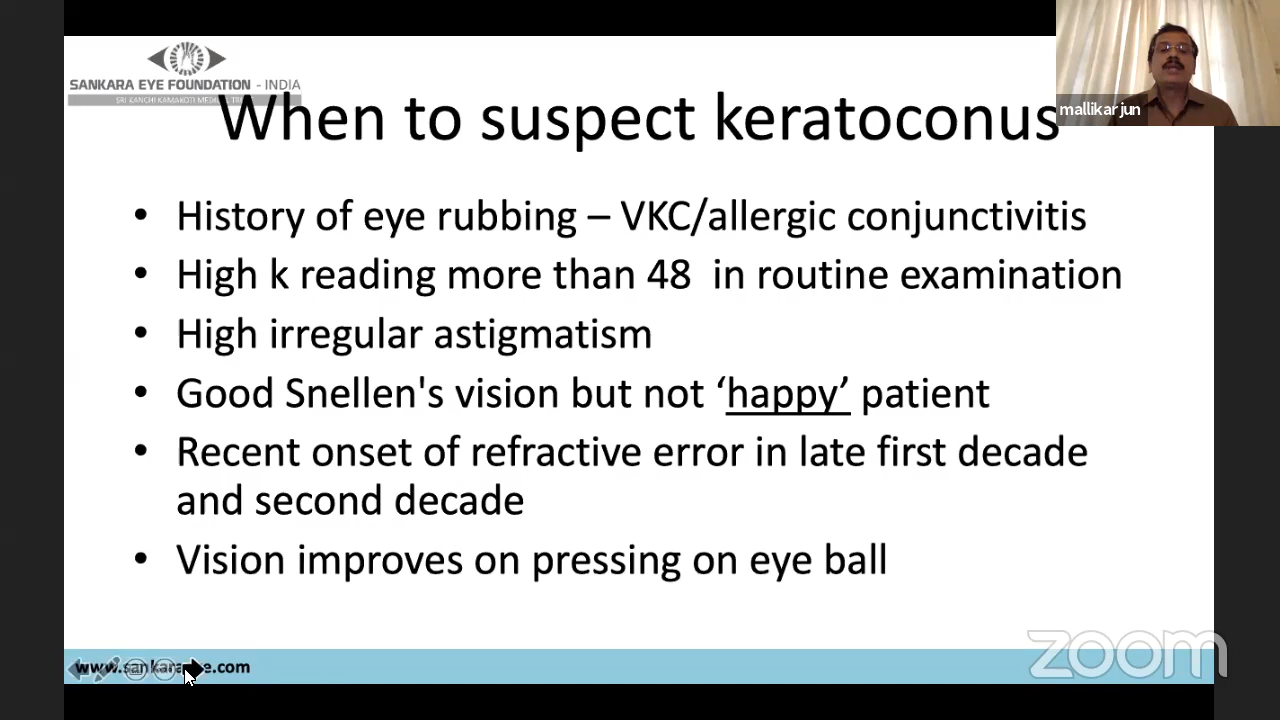 SANKARA EYE FOUNDATION - INDIA
SRI KANCHI KAMAKOTI MEDICAL
When to suspect keratoconus
mallikarjun
• History of eye rubbing – VKC/allergic conjunctivitis
• High k reading more than 48 in routine examination
• High irregular astigmatism
• Good Snellen's vision but not ‘happy’ patient
• Recent onset of refractive error in late first decade
and second decade
• Vision improves on pressing on eye ball
www.sankaraeye.com
zoom